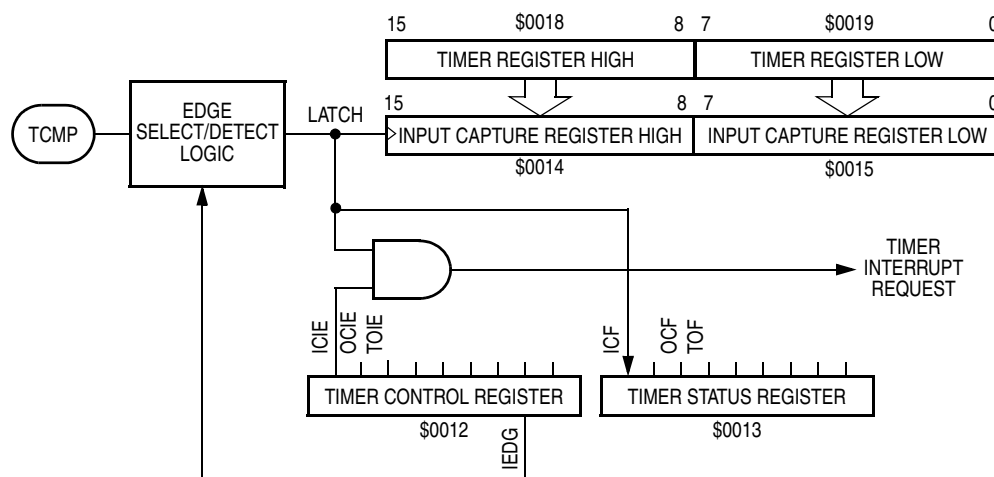 15 $0018 8 7 $0019 0
TIMER REGISTER HIGH TIMER REGISTER LOW
15 8 7 0
TCMP
EDGE
SELECT/DETECT
LOGIC
LATCH
INPUT CAPTURE REGISTER HIGH INPUT CAPTURE REGISTER LOW
$0014 $0015
TIMER
INTERRUPT
REQUEST
ICIE
OCIE
TOIE
ICF
OCF
TOF
TIMER CONTROL REGISTER TIMER STATUS REGISTER
$0012 $0013
IEDG